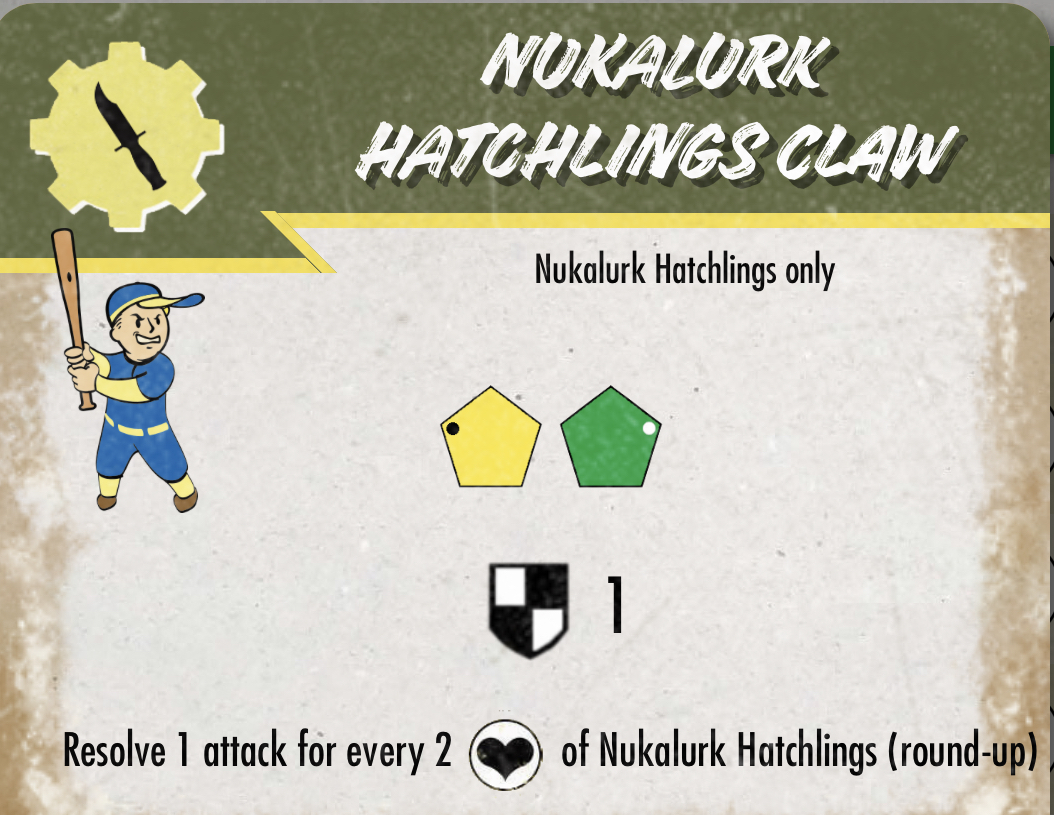 NUKALURK
HATCHLINGS CLAW
Nukalurk Hatchlings only
1
Resolve 1 attack for every 2 of Nukalurk Hatchlings (round-up)